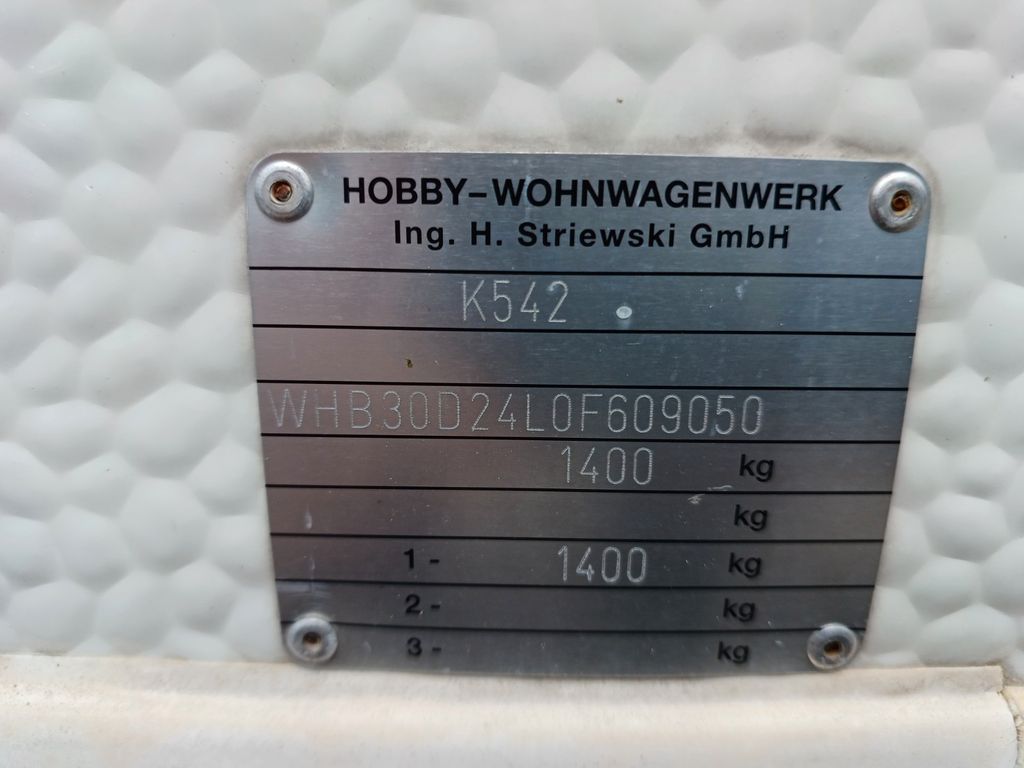 HOBBY-WOHNWAGENWERK
Ing. H. Striewski GmbH
K542
WHB30D24L0F609050
1400 kg
kg
1- 1400 kg
2- kg
3- kg